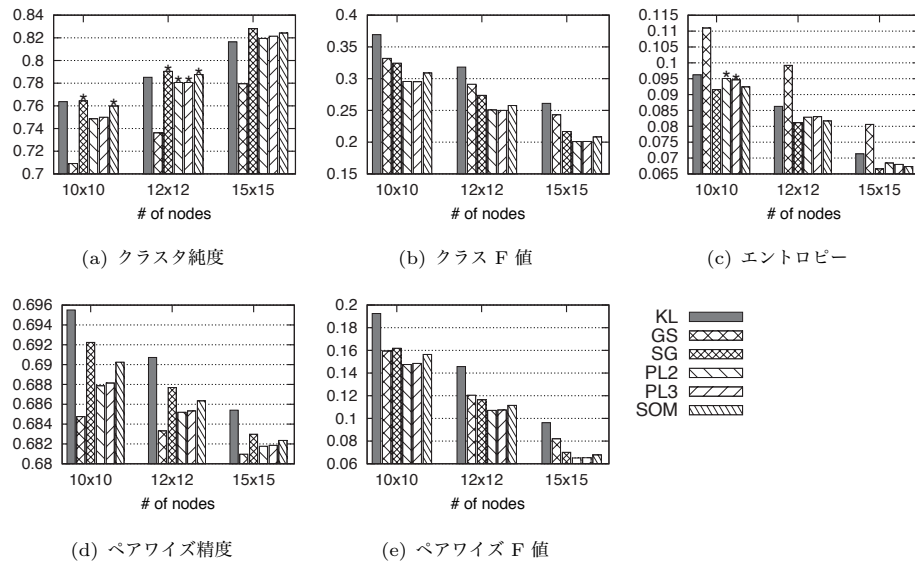 0.84
0.82
0.8
0.78
0.76
0.74
0.72
0.7
10x10 12x12 15x15
# of nodes
(a) クラスタ純度
0.4
0.35
0.3
0.25
0.2
0.15
10x10 12x12 15x15
# of nodes
(b) クラス F 値
0.115
0.11
0.105
0.1
0.095
0.09
0.085
0.08
0.075
0.07
0.065
10x10 12x12 15x15
# of nodes
(c) エントロピー
0.696
0.694
0.692
0.69
0.688
0.686
0.684
0.682
0.68
10x10 12x12 15x15
# of nodes
(d) ペアワイズ精度
0.2
0.18
0.16
0.14
0.12
0.1
0.08
0.06
10x10 12x12 15x15
# of nodes
(e) ペアワイズ F 値
KL
GS
SG
PL2
PL3
SOM